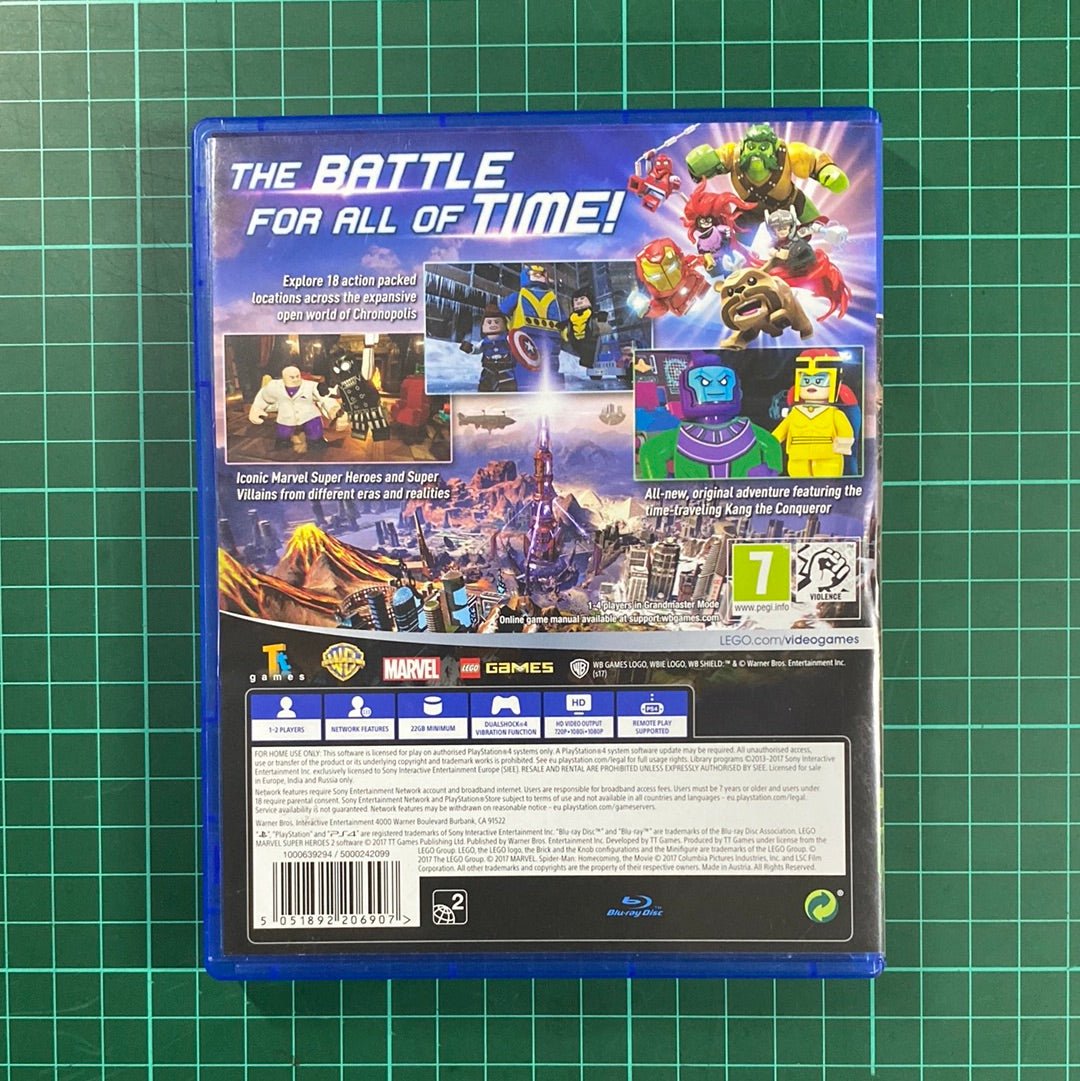 THE BATTLE
FOR ALL OF TIME!
Explore 18 action packed
locations across the expansive
open world of Chronopolis
Iconic Marvel Super Heroes and Super
Villains from different eras and realities
All-new, original adventure featuring the
time-traveling Kang the Conqueror
7
www.pegi.info
VIOLENCE
1-4 players in Grandmaster Mode
Online game manual available at support.wbgames.com
LEGO.com/videogames
Tt
games
WB
MARVEL
LEGO GAMES
WB GAMES LOGO, WBIE LOGO, WB SHIELD: ™ & © Warner Bros. Entertainment Inc.
(s17)
1-2 PLAYERS
NETWORK FEATURES
22GB MINIMUM
DUALSHOCK®4
VIBRATION FUNCTION
HD
HD VIDEO OUTPUT
720P•1080i•1080P
PS4
REMOTE PLAY
SUPPORTED
FOR HOME USE ONLY: This software is licensed for play on authorised PlayStation®4 systems only. A PlayStation®4 system software update may be required. All unauthorised access,
use or transfer of the product or its underlying copyright and trademark works is prohibited. See eu.playstation.com/legal for full usage rights. Library programs ©2013-2017 Sony Interactive
Entertainment Inc. exclusively licensed to Sony Interactive Entertainment Europe (SIEE). RESALE AND RENTAL ARE PROHIBITED UNLESS EXPRESSLY AUTHORISED BY SIEE. Licensed for sale
in Europe, India and Russia only.
Network features require Sony Entertainment Network account and broadband internet. Users are responsible for broadband access fees. Users must be 7 years or older and users under
18 require parental consent. Sony Entertainment Network and PlayStation®Store subject to terms of use and not available in all countries and languages – eu.playstation.com/legal.
Service availability is not guaranteed. Network features may be withdrawn on reasonable notice – eu.playstation.com/gameservers.
Warner Bros. Interactive Entertainment 4000 Warner Boulevard Burbank, CA 91522
"PlayStation" and "PS4" are registered trademarks of Sony Interactive Entertainment Inc. "Blu-ray Disc™" and "Blu-ray™" are trademarks of the Blu-ray Disc Association. LEGO
MARVEL SUPER HEROES 2 software © 2017 TT Games Publishing Ltd. Published by Warner Bros. Entertainment Inc. Developed by TT Games. Produced by TT Games under license from the
LEGO Group. LEGO, the LEGO logo, the Brick and the Knob configurations and the Minifigure are trademarks of the LEGO Group. ©
2017 The LEGO Group. © 2017 MARVEL. Spider-Man: Homecoming, the Movie © 2017 Columbia Pictures Industries, Inc. and LSC Film
Corporation. All other trademarks and copyrights are the property of their respective owners. Made in Austria. All Rights Reserved.
1000639294 / 5000242099
5 051892 206907 >
2
Blu-ray Disc™